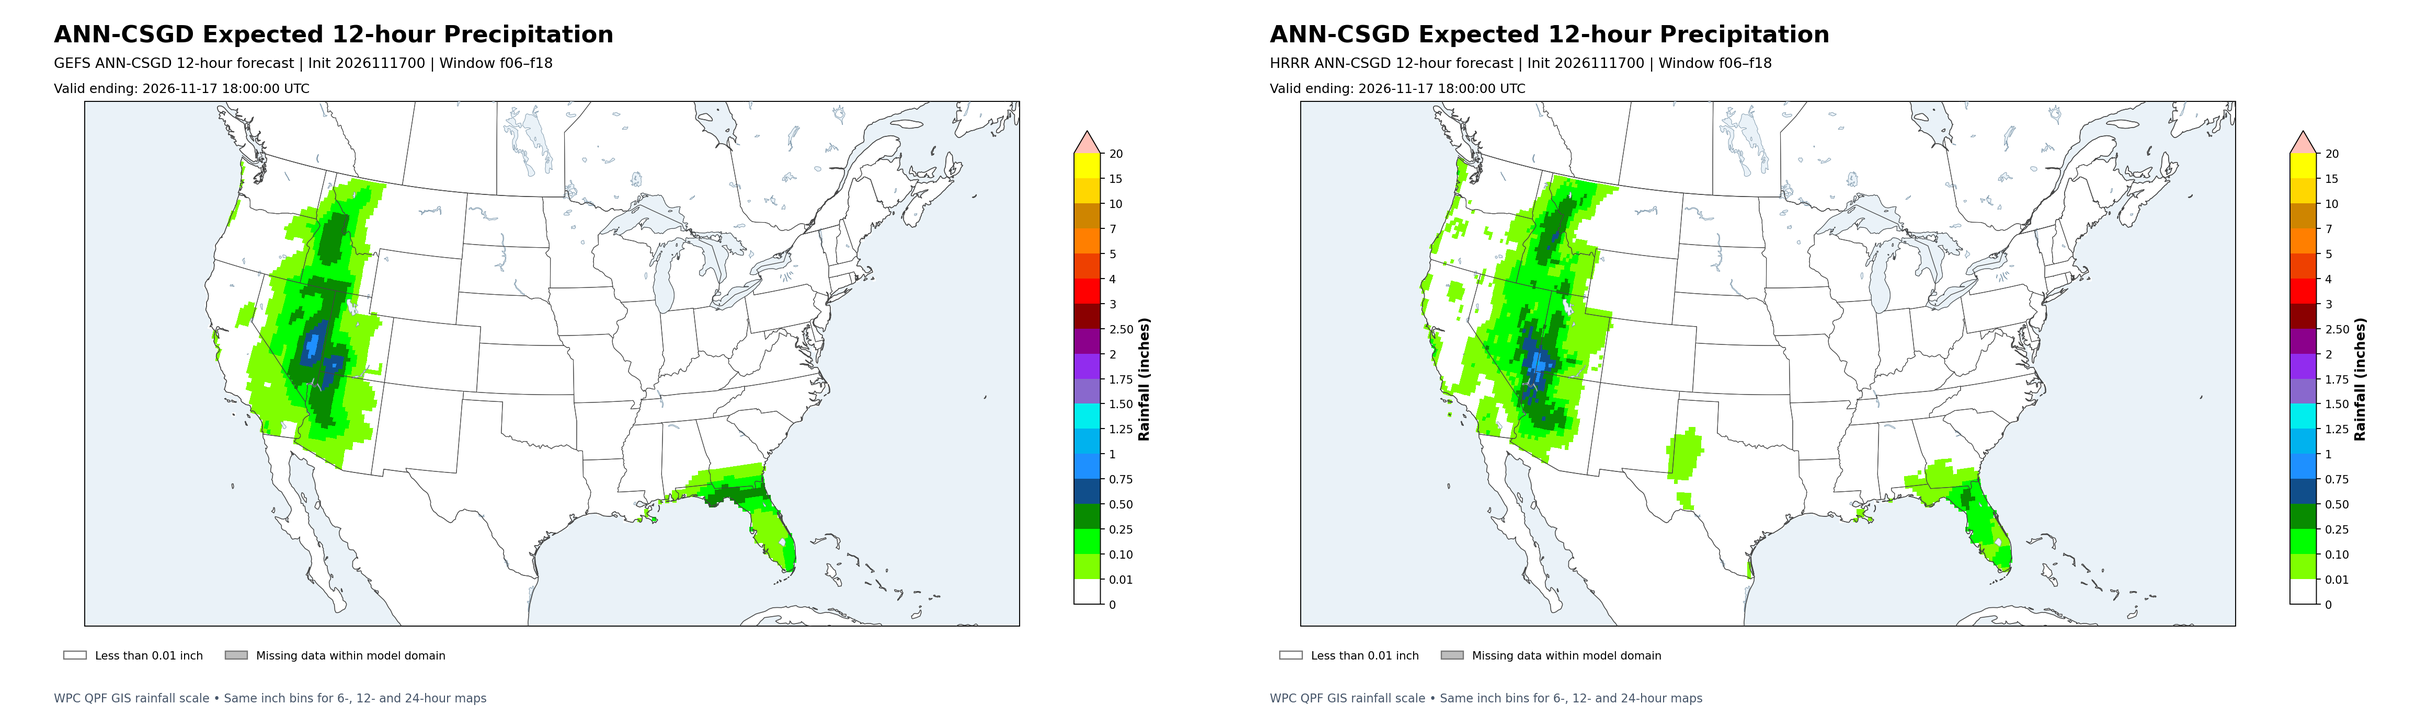 ANN-CSGD Expected 12-hour Precipitation
GEFS ANN-CSGD 12-hour forecast | Init 2026111700 | Window f06–f18
Valid ending: 2026-11-17 18:00:00 UTC
20
15
10
7
5
4
3
2.50
2
1.75
1.50
1.25
1
0.75
0.50
0.25
0.10
0.01
0
Rainfall (inches)
Less than 0.01 inch
Missing data within model domain
WPC QPF GIS rainfall scale • Same inch bins for 6-, 12- and 24-hour maps
ANN-CSGD Expected 12-hour Precipitation
HRRR ANN-CSGD 12-hour forecast | Init 2026111700 | Window f06–f18
Valid ending: 2026-11-17 18:00:00 UTC
20
15
10
7
5
4
3
2.50
2
1.75
1.50
1.25
1
0.75
0.50
0.25
0.10
0.01
0
Rainfall (inches)
Less than 0.01 inch
Missing data within model domain
WPC QPF GIS rainfall scale • Same inch bins for 6-, 12- and 24-hour maps